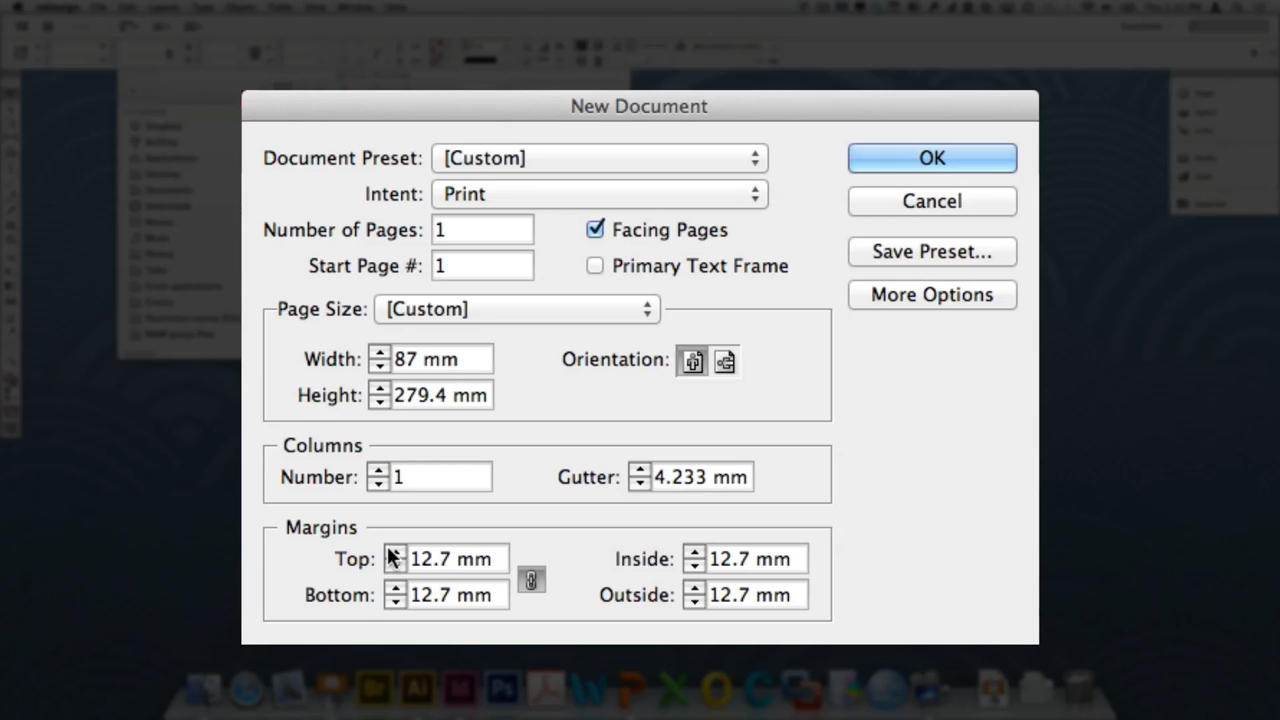 New Document
Document Preset: [Custom] OK
Intent: Print Cancel
Number of Pages: 1 Facing Pages Save Preset...
Start Page #: 1 Primary Text Frame More Options
Page Size: [Custom]
Width: 87 mm Orientation:
Height: 279.4 mm
Columns
Number: 1 Gutter: 4.233 mm
Margins
Top: 12.7 mm Inside: 12.7 mm
Bottom: 12.7 mm Outside: 12.7 mm
Br Ai Ps